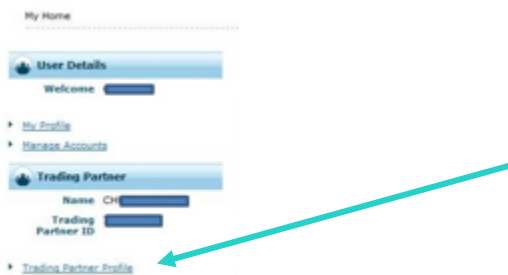 My Home
User Details
Welcome
My Profile
Manage Accounts
Trading Partner
Name CH
Trading
Partner ID
Trading Partner Profile